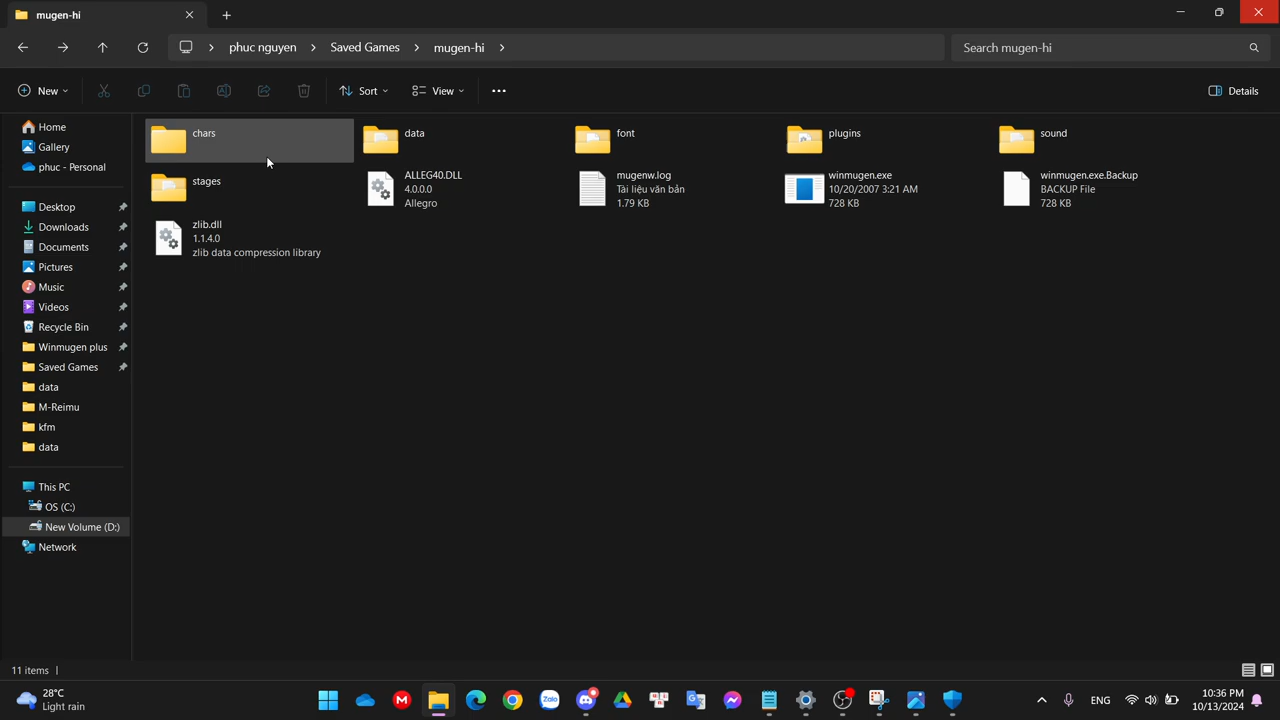 mugen-hi
phuc nguyen
Saved Games
mugen-hi
Search mugen-hi
New
Sort
View
Details
Home
Gallery
phuc - Personal
Desktop
Downloads
Documents
Pictures
Music
Videos
Recycle Bin
Winmugen plus
Saved Games
data
M-Reimu
kfm
data
This PC
OS (C:)
New Volume (D:)
Network
chars
data
font
plugins
sound
stages
ALLEG40.DLL
4.0.0.0
Allegro
mugenw.log
Tài liệu văn bản
1.79 KB
winmugen.exe
10/20/2007 3:21 AM
728 KB
winmugen.exe.Backup
BACKUP File
728 KB
zlib.dll
1.1.4.0
zlib data compression library
11 items
28°C
Light rain
Zalo
ENG
10:36 PM
10/13/2024